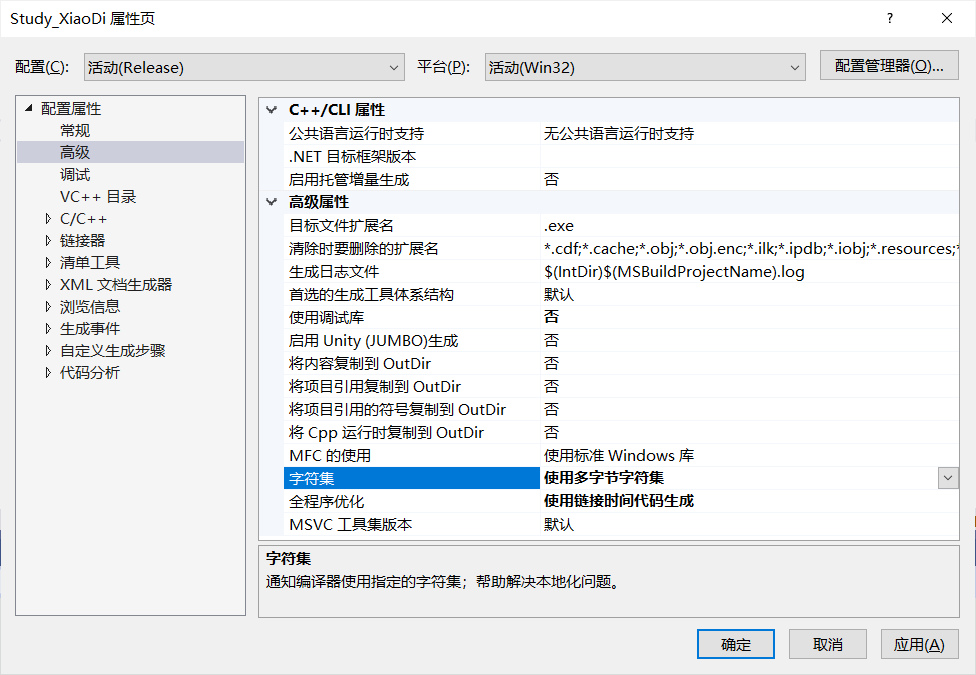 Study_XiaoDi 属性页
配置(C): 活动(Release) 平台(P): 活动(Win32) 配置管理器(O)...
配置属性
常规
高级
调试
VC++ 目录
C/C++
链接器
清单工具
XML 文档生成器
浏览信息
生成事件
自定义生成步骤
代码分析
C++/CLI 属性
公共语言运行时支持 无公共语言运行时支持
.NET 目标框架版本
启用托管增量生成 否
高级属性
目标文件扩展名 .exe
清除时要删除的扩展名 *.cdf;*.cache;*.obj;*.obj.enc;*.ilk;*.ipdb;*.iobj;*.resources;*
生成日志文件 $(IntDir)$(MSBuildProjectName).log
首选的生成工具体系结构 默认
使用调试库 否
启用 Unity (JUMBO)生成 否
将内容复制到 OutDir 否
将项目引用复制到 OutDir 否
将项目引用的符号复制到 OutDir 否
将 Cpp 运行时复制到 OutDir 否
MFC 的使用 使用标准 Windows 库
字符集 使用多字节字符集
全程序优化 使用链接时间代码生成
MSVC 工具集版本 默认
字符集
通知编译器使用指定的字符集；帮助解决本地化问题。
确定 取消 应用(A)